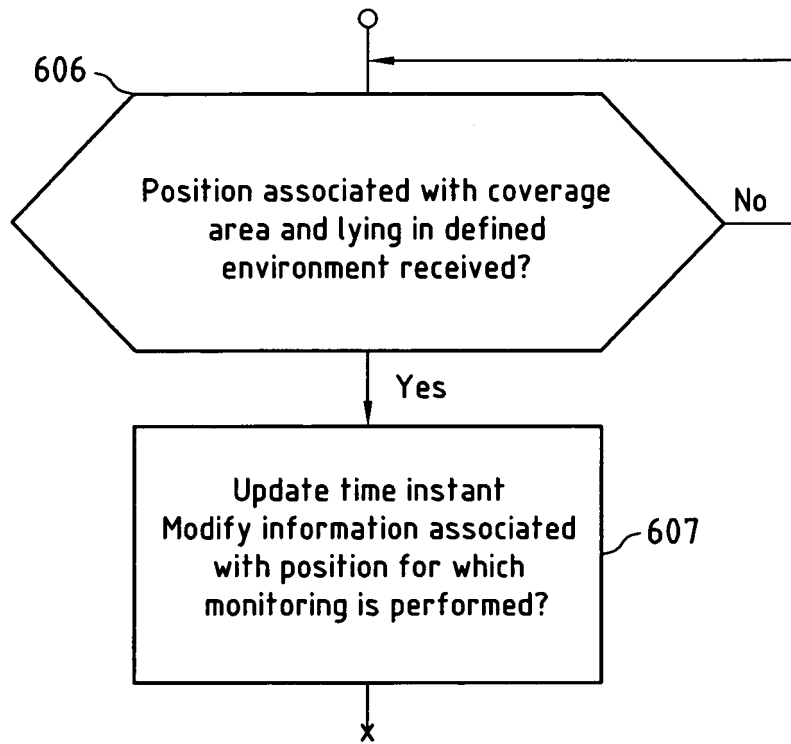 606
Position associated with coverage
area and lying in defined
environment received?
No
Yes
Update time instant
Modify information associated
with position for which
monitoring is performed?
607
x